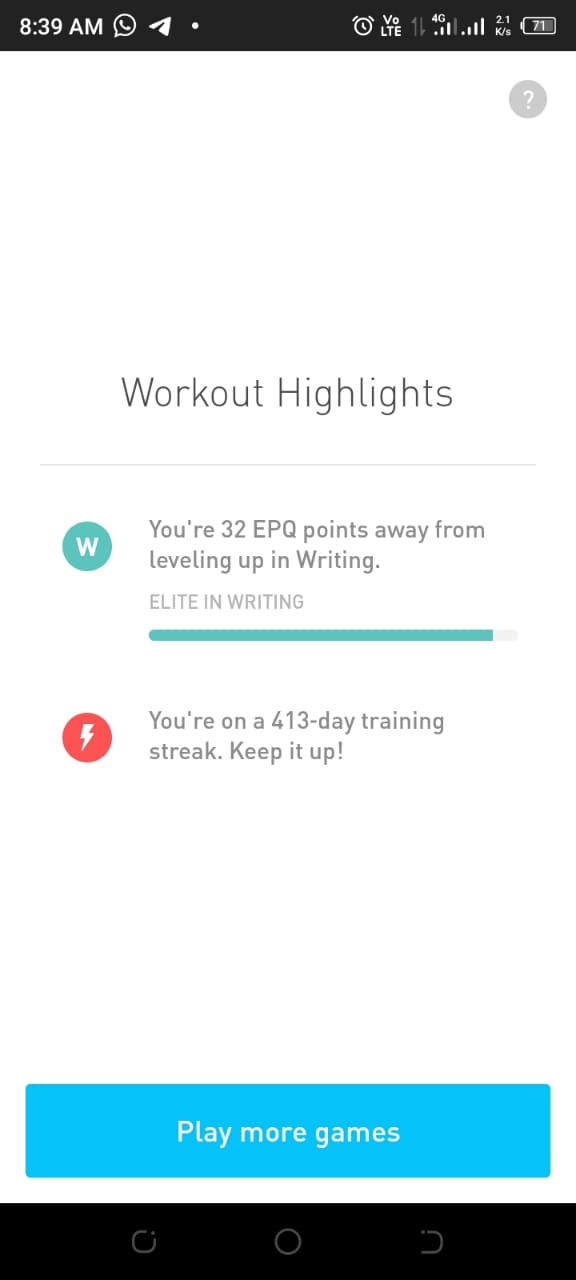 8:39 AM
Vo LTE 4G 2.1 K/s 71
?
Workout Highlights
W
You're 32 EPQ points away from
leveling up in Writing.
ELITE IN WRITING
You're on a 413-day training
streak. Keep it up!
Play more games